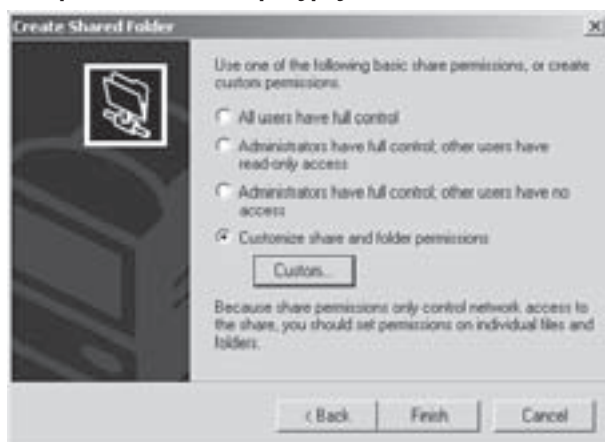 Create Shared Folder
Use one of the following basic share permissions, or create
custom permissions.
All users have full control
Administrators have full control; other users have
read-only access
Administrators have full control; other users have no
access
Customize share and folder permissions
Custom...
Because share permissions only control network access to
the share, you should set permissions on individual files and
folders.
< Back
Finish
Cancel